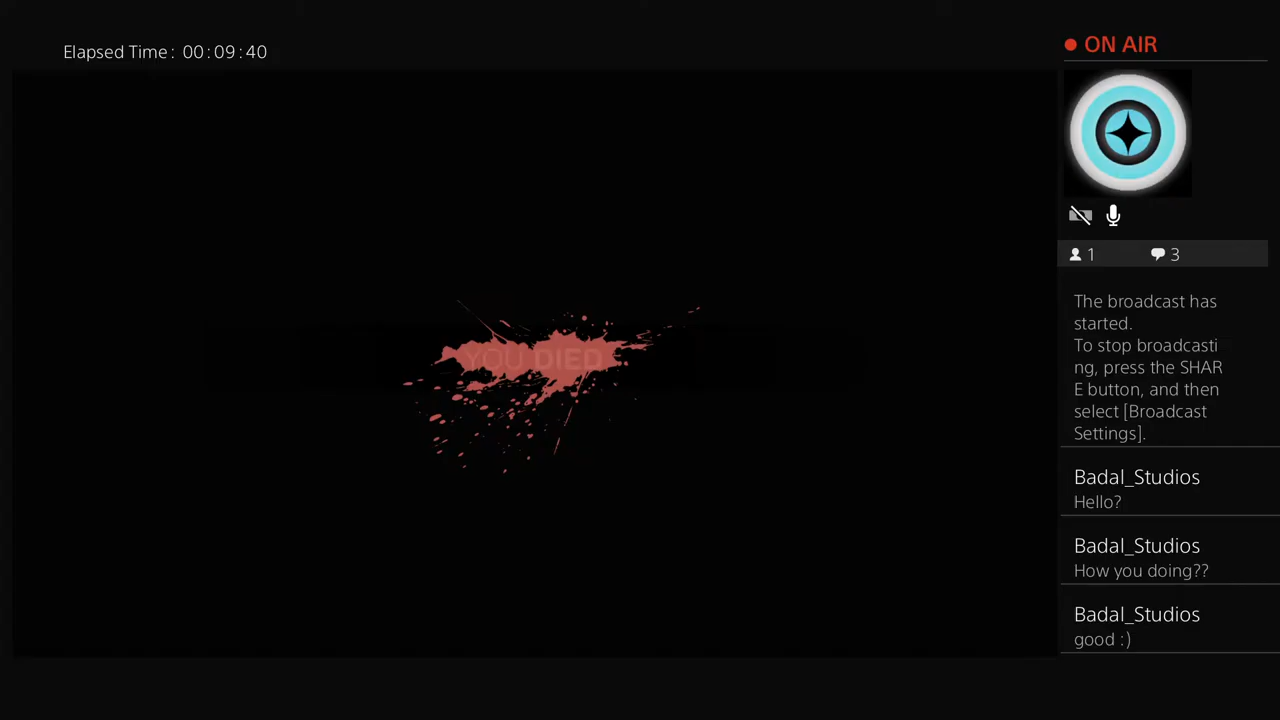 Elapsed Time: 00:09:40
ON AIR
1 3
YOU DIED
The broadcast has
started.
To stop broadcasti
ng, press the SHAR
E button, and then
select [Broadcast
Settings].
Badal_Studios
Hello?
Badal_Studios
How you doing??
Badal_Studios
good :)